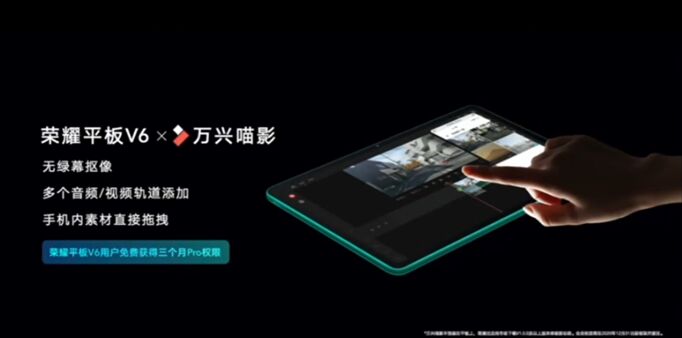 荣耀平板V6 × 万兴喵影
无绿幕抠像
多个音频/视频轨道添加
手机内素材直接拖拽
荣耀平板V6用户免费获得三个月Pro权限